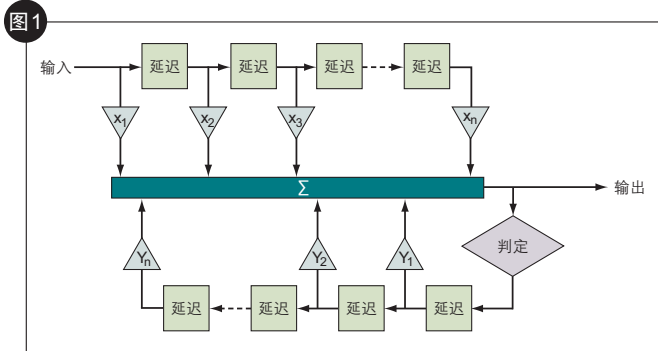 图1
输入 延迟 延迟 延迟 延迟
x1 x2 x3 xn
Σ 输出
判定
Yn Y2 Y1
延迟 延迟 延迟 延迟